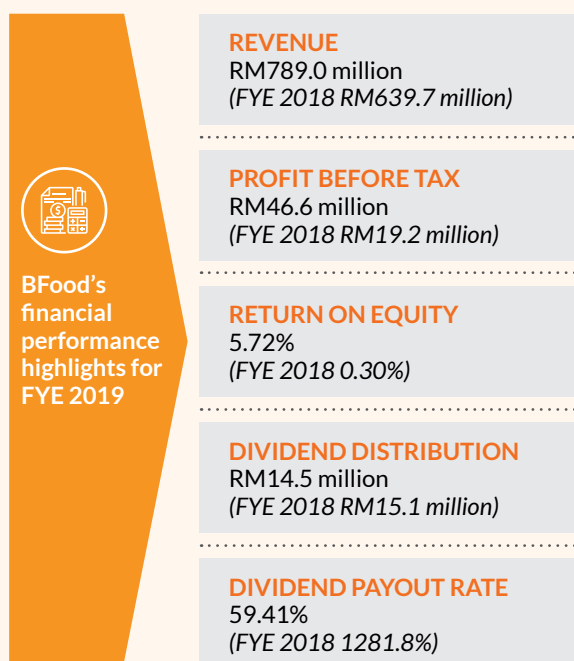 BFood's
financial
performance
highlights for
FYE 2019
REVENUE
RM789.0 million
(FYE 2018 RM639.7 million)
PROFIT BEFORE TAX
RM46.6 million
(FYE 2018 RM19.2 million)
RETURN ON EQUITY
5.72%
(FYE 2018 0.30%)
DIVIDEND DISTRIBUTION
RM14.5 million
(FYE 2018 RM15.1 million)
DIVIDEND PAYOUT RATE
59.41%
(FYE 2018 1281.8%)